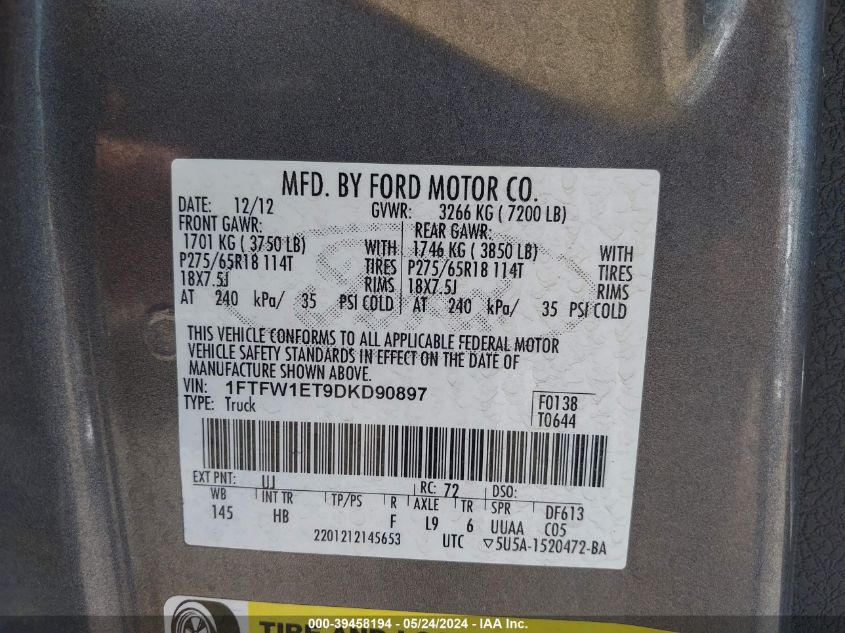 MFD. BY FORD MOTOR CO.
DATE: 12/12 GVWR: 3266 KG ( 7200 LB)
FRONT GAWR: REAR GAWR:
1701 KG ( 3750 LB) WITH 1746 KG ( 3850 LB) WITH
P275/65R18 114T TIRES P275/65R18 114T TIRES
18X7.5J RIMS 18X7.5J RIMS
AT 240 kPa/ 35 PSI COLD AT 240 kPa/ 35 PSI COLD
THIS VEHICLE CONFORMS TO ALL APPLICABLE FEDERAL MOTOR
VEHICLE SAFETY STANDARDS IN EFFECT ON THE DATE OF
MANUFACTURE SHOWN ABOVE.
VIN: 1FTFW1ET9DKD90897
TYPE: Truck
F0138
T0644
EXT PNT: UJ RC: 72 DSO:
WB INT TR TP/PS R AXLE TR SPR DF613
145 HB F L9 6 UUAA C05
2201212145653 UTC ▽5U5A-1520472-BA
TIRE AND LO
000-39458194 - 05/24/2024 - IAA Inc.